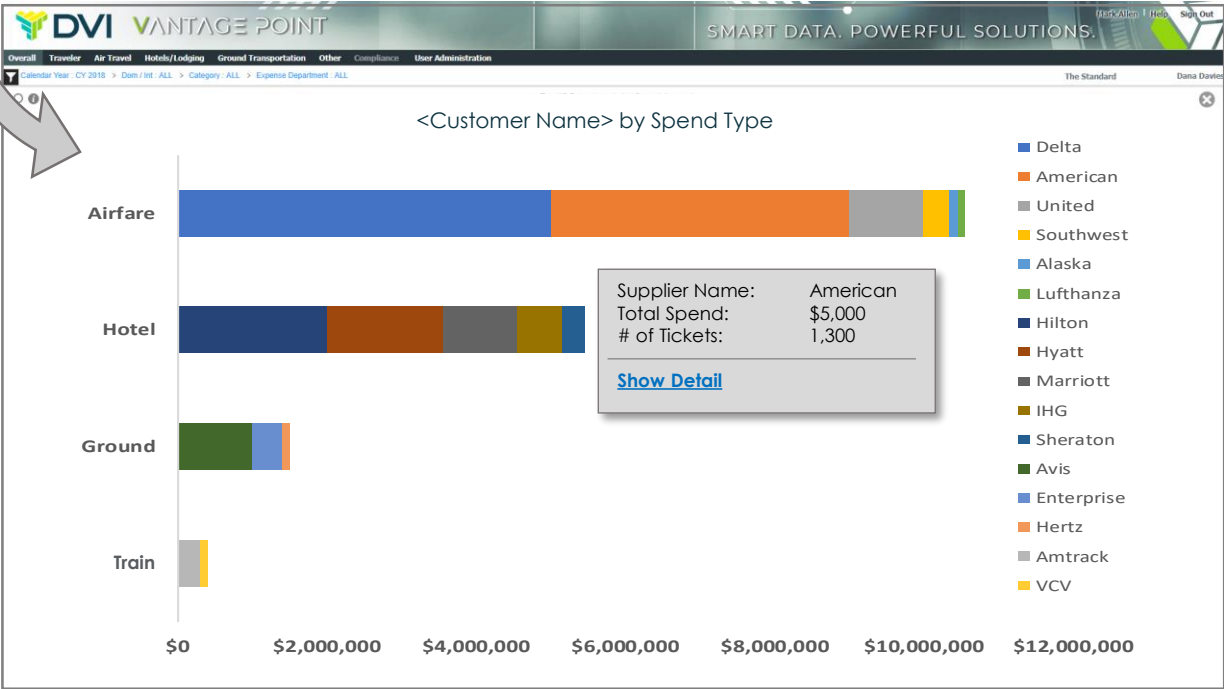 DVI VANTAGE POINT
SMART DATA. POWERFUL SOLUTIONS.
Mark Allen | Help Sign Out
Overall Traveler Air Travel Hotels/Lodging Ground Transportation Other Compliance User Administration
Calendar Year : CY 2018 > Dom / Int : ALL > Category : ALL > Expense Department : ALL
The Standard Dana Davies
<Customer Name> by Spend Type
Airfare
Hotel
Ground
Train
Supplier Name: American
Total Spend: $5,000
# of Tickets: 1,300
Show Detail
Delta
American
United
Southwest
Alaska
Lufthanza
Hilton
Hyatt
Marriott
IHG
Sheraton
Avis
Enterprise
Hertz
Amtrack
VCV
$0 $2,000,000 $4,000,000 $6,000,000 $8,000,000 $10,000,000 $12,000,000